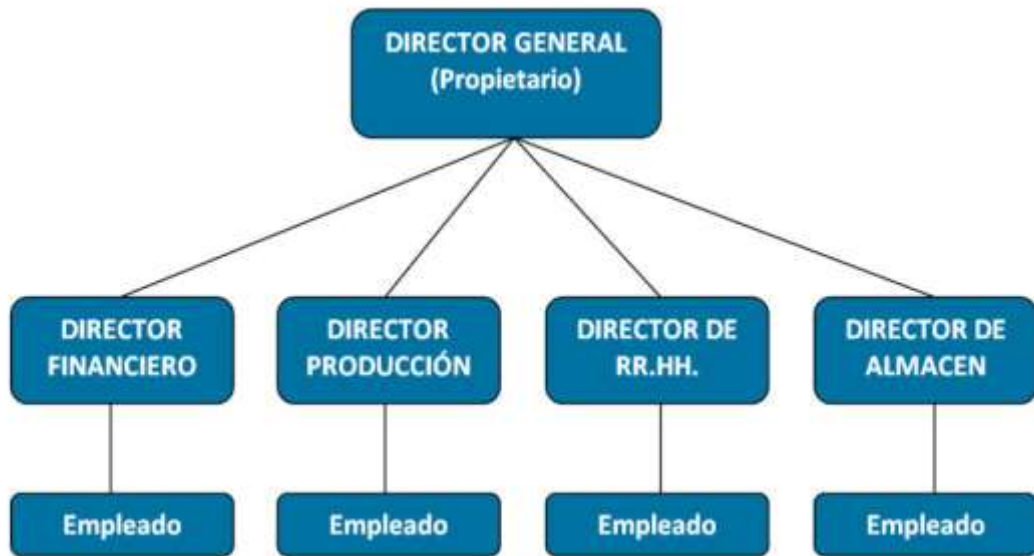 DIRECTOR GENERAL
(Propietario)
DIRECTOR
FINANCIERO
DIRECTOR
PRODUCCIÓN
DIRECTOR DE
RR.HH.
DIRECTOR DE
ALMACEN
Empleado
Empleado
Empleado
Empleado